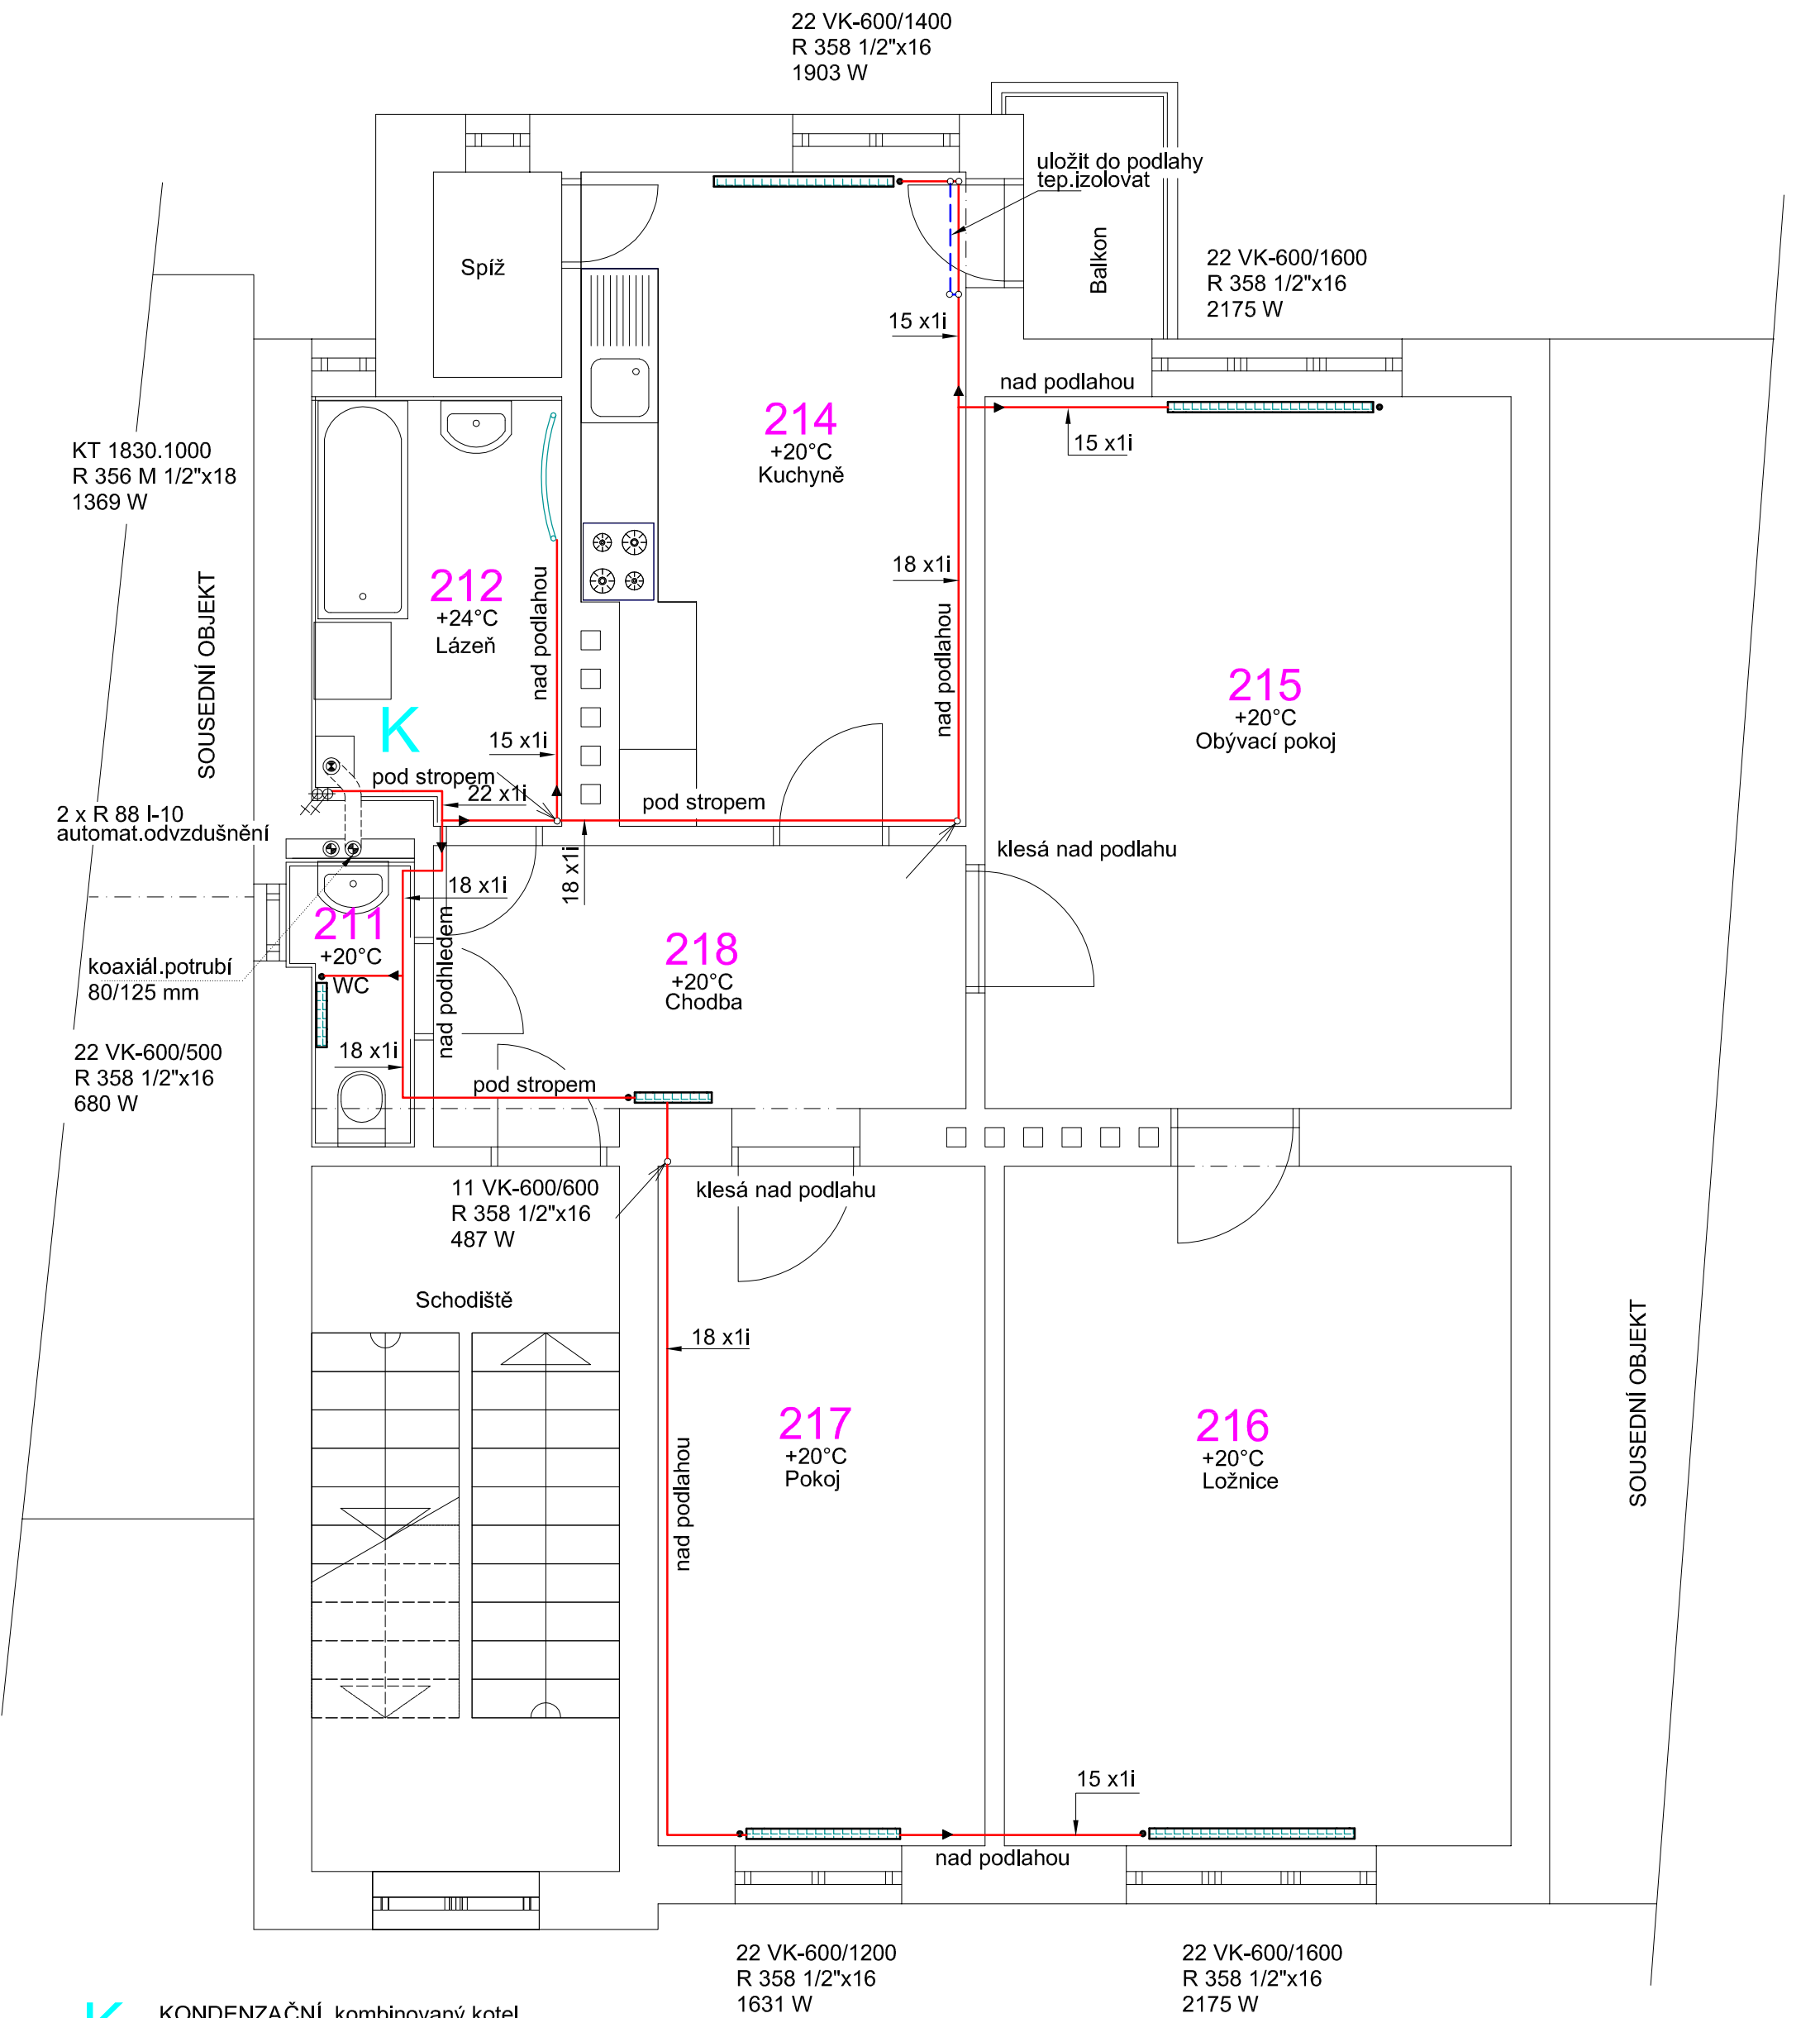 22 VK-600/1400
R 358 1/2"x16
1903 W
uložit do podlahy
tep.izolovat
Balkon
22 VK-600/1600
R 358 1/2"x16
2175 W
Spíž
15 x1i
nad podlahou
15 x1i
214
+20°C
Kuchyně
KT 1830.1000
R 356 M 1/2"x18
1369 W
18 x1i
212
+24°C
Lázeň
nad podlahou
nad podlahou
SOUSEDNÍ OBJEKT
215
+20°C
Obývací pokoj
K
15 x1i
pod stropem
22 x1i
pod stropem
2 x R 88 I-10
automat.odvzdušnění
klesá nad podlahu
18 x1i
18 x1i
211
+20°C
WC
nad podhledem
218
+20°C
Chodba
koaxiál.potrubí
80/125 mm
22 VK-600/500
R 358 1/2"x16
680 W
18 x1i
pod stropem
11 VK-600/600
R 358 1/2"x16
487 W
klesá nad podlahu
Schodiště
18 x1i
SOUSEDNÍ OBJEKT
217
+20°C
Pokoj
216
+20°C
Ložnice
nad podlahou
15 x1i
nad podlahou
22 VK-600/1200
R 358 1/2"x16
1631 W
22 VK-600/1600
R 358 1/2"x16
2175 W
K
KONDENZAČNÍ kombinovaný kotel